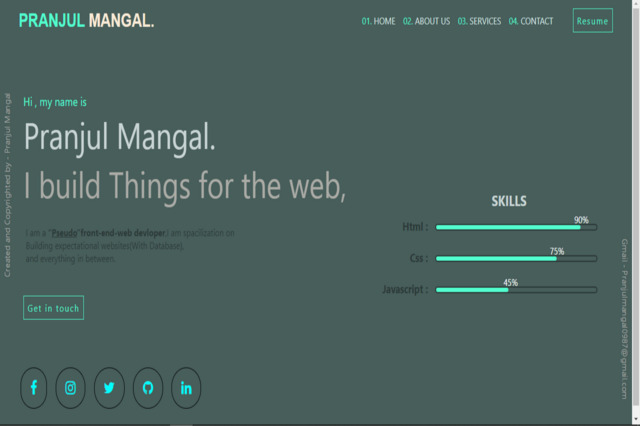 PRANJUL MANGAL.
01. HOME 02. ABOUT US 03. SERVICES 04. CONTACT Resume
Created and Copyrighted by - Pranjul Mangal
Hi , my name is
Pranjul Mangal.
I build Things for the web,
I am a "Pseudo"front-end-web devloper.i am spacilization on
Building expectational websites(With Database),
and everything in between.
Get in touch
SKILLS
Html : 90%
Css : 75%
Javascript : 45%
Gmail - Pranjulmangal0987@gmail.com